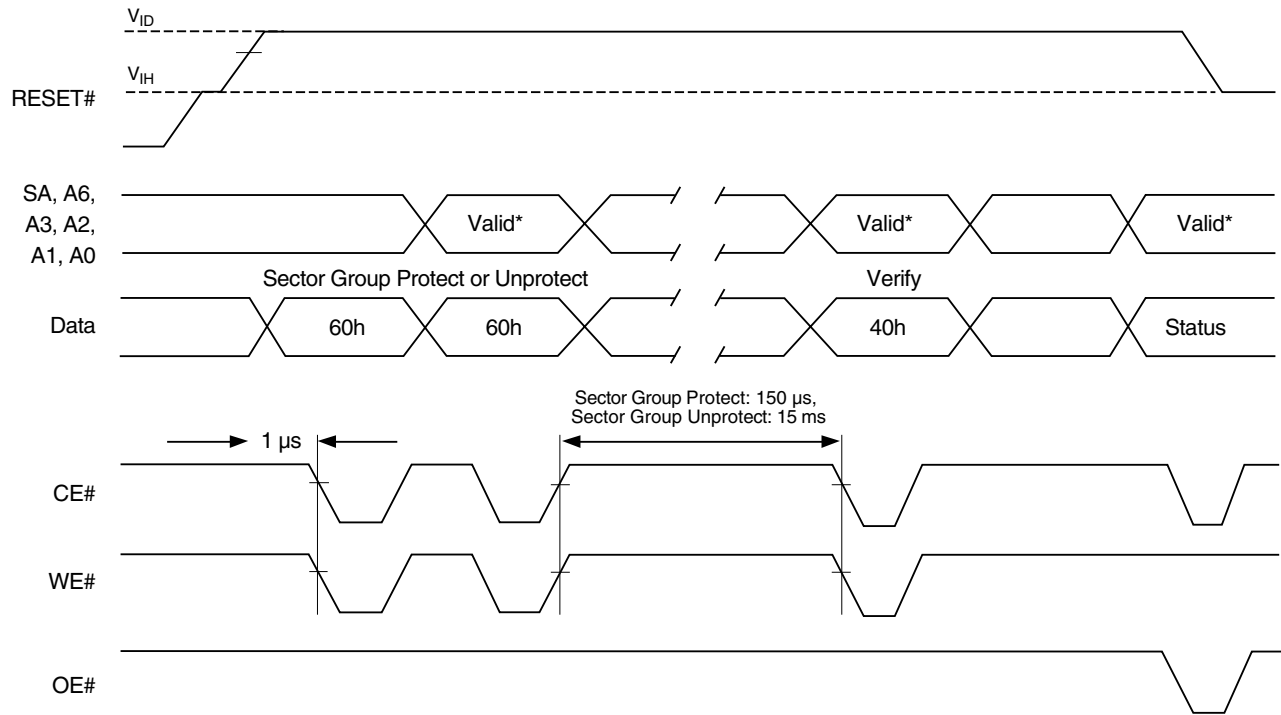 VID
VIH
RESET#
SA, A6,
A3, A2,
A1, A0
Valid*
Valid*
Valid*
Sector Group Protect or Unprotect
Verify
Data
60h
60h
40h
Status
Sector Group Protect: 150 µs,
Sector Group Unprotect: 15 ms
1 µs
CE#
WE#
OE#